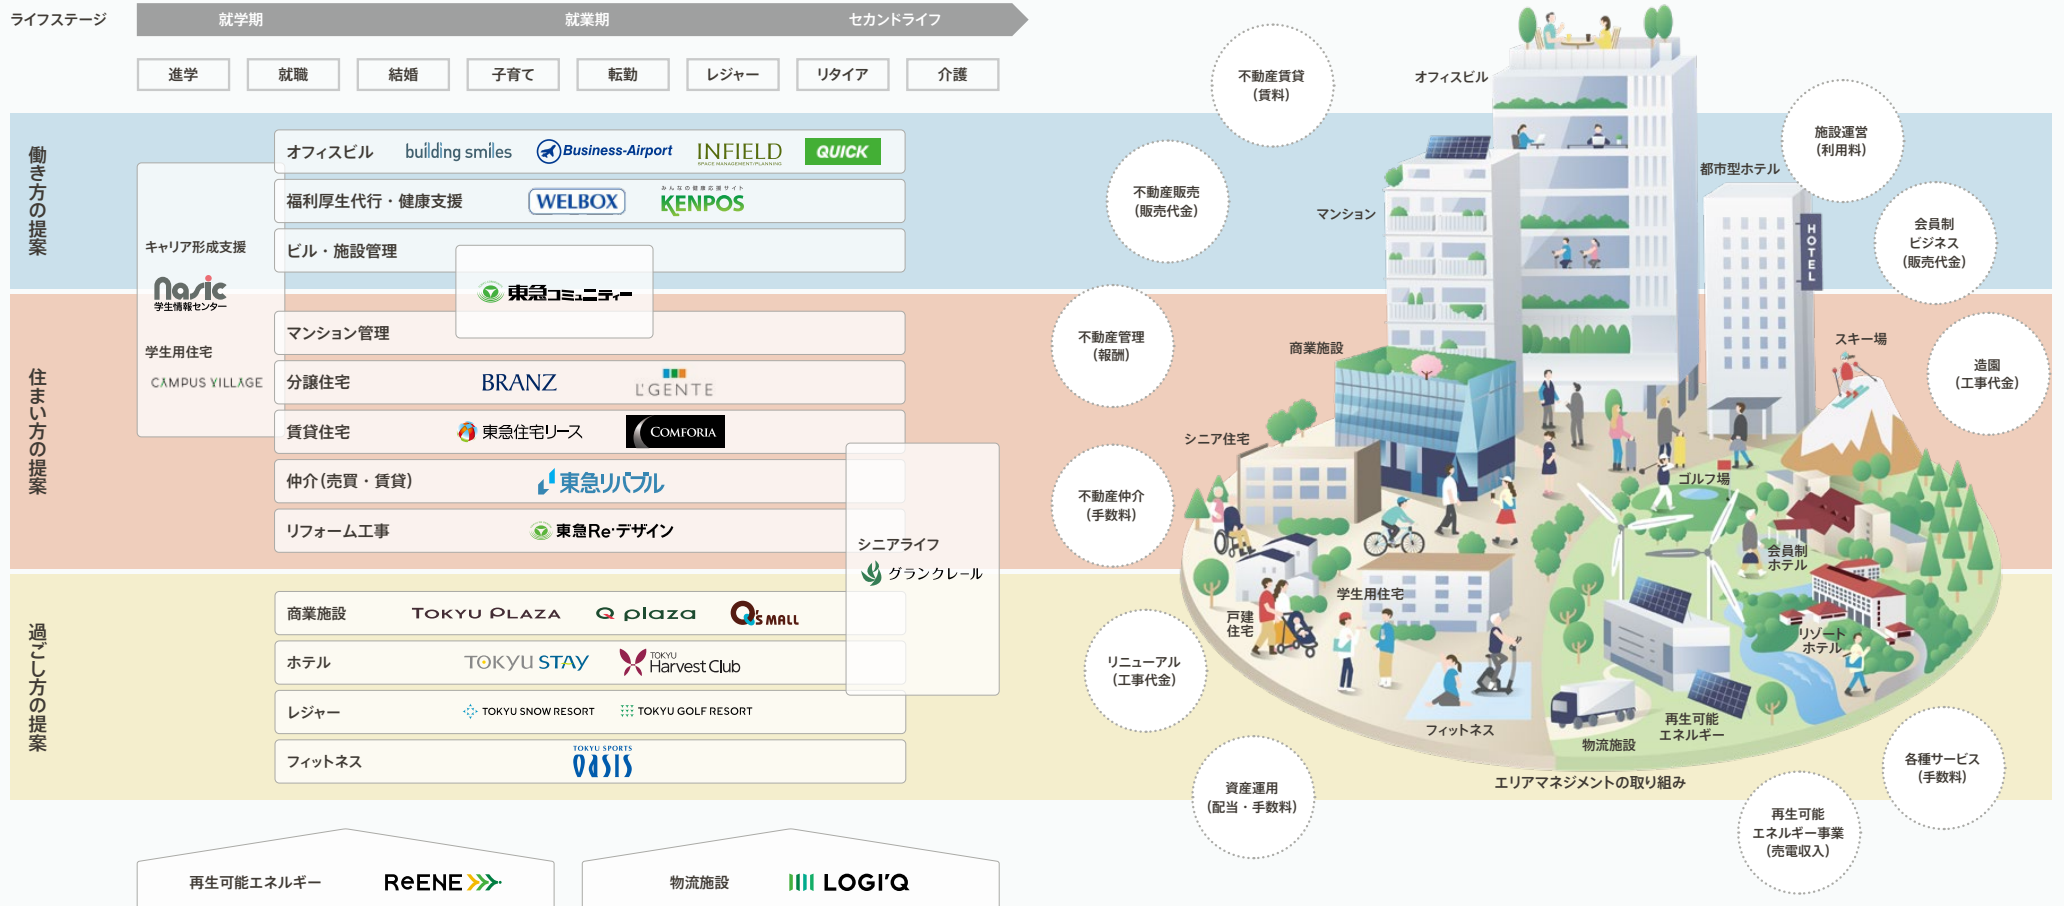 ライフステージ
就学期
就業期
セカンドライフ
進学
就職
結婚
子育て
転勤
レジャー
リタイア
介護
働き方の提案
オフィスビル
building smiles
Business-Airport
INFIELD
SPACE MANAGEMENT/PLANNING
QUICK
福利厚生代行・健康支援
WELBOX
みんなの健康応援サイト
KENPOS
ビル・施設管理
東急コミュニティー
キャリア形成支援
Nasic
学生情報センター
学生用住宅
CAMPUS VILLAGE
住まい方の提案
マンション管理
分譲住宅
BRANZ
L'GENTE
賃貸住宅
東急住宅リース
COMFORIA
仲介(売買・賃貸)
東急リバブル
リフォーム工事
東急Re・デザイン
シニアライフ
グランクレール
過ごし方の提案
商業施設
TOKYU PLAZA
Q plaza
Q'S MALL
ホテル
TOKYU STAY
TOKYU
Harvest Club
レジャー
TOKYU SNOW RESORT
TOKYU GOLF RESORT
フィットネス
TOKYU SPORTS
OASIS
再生可能エネルギー
ReENE
物流施設
LOGI'Q
不動産賃貸
(賃料)
不動産販売
(販売代金)
不動産管理
(報酬)
不動産仲介
(手数料)
リニューアル
(工事代金)
資産運用
(配当・手数料)
施設運営
(利用料)
会員制
ビジネス
(販売代金)
造園
(工事代金)
各種サービス
(手数料)
再生可能
エネルギー事業
(売電収入)
オフィスビル
マンション
都市型ホテル
HOTEL
商業施設
スキー場
シニア住宅
ゴルフ場
会員制
ホテル
学生用住宅
戸建
住宅
リゾート
ホテル
フィットネス
物流施設
再生可能
エネルギー
エリアマネジメントの取り組み